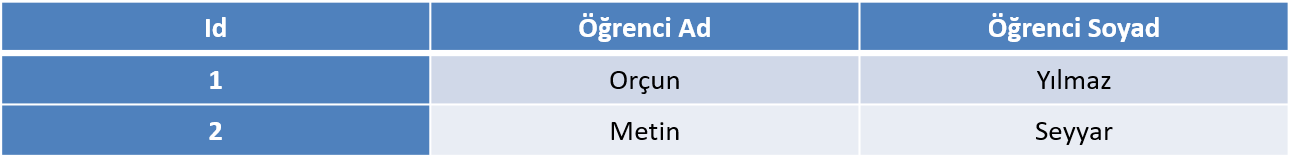 Id Öğrenci Ad Öğrenci Soyad
1 Orçun Yılmaz
2 Metin Seyyar